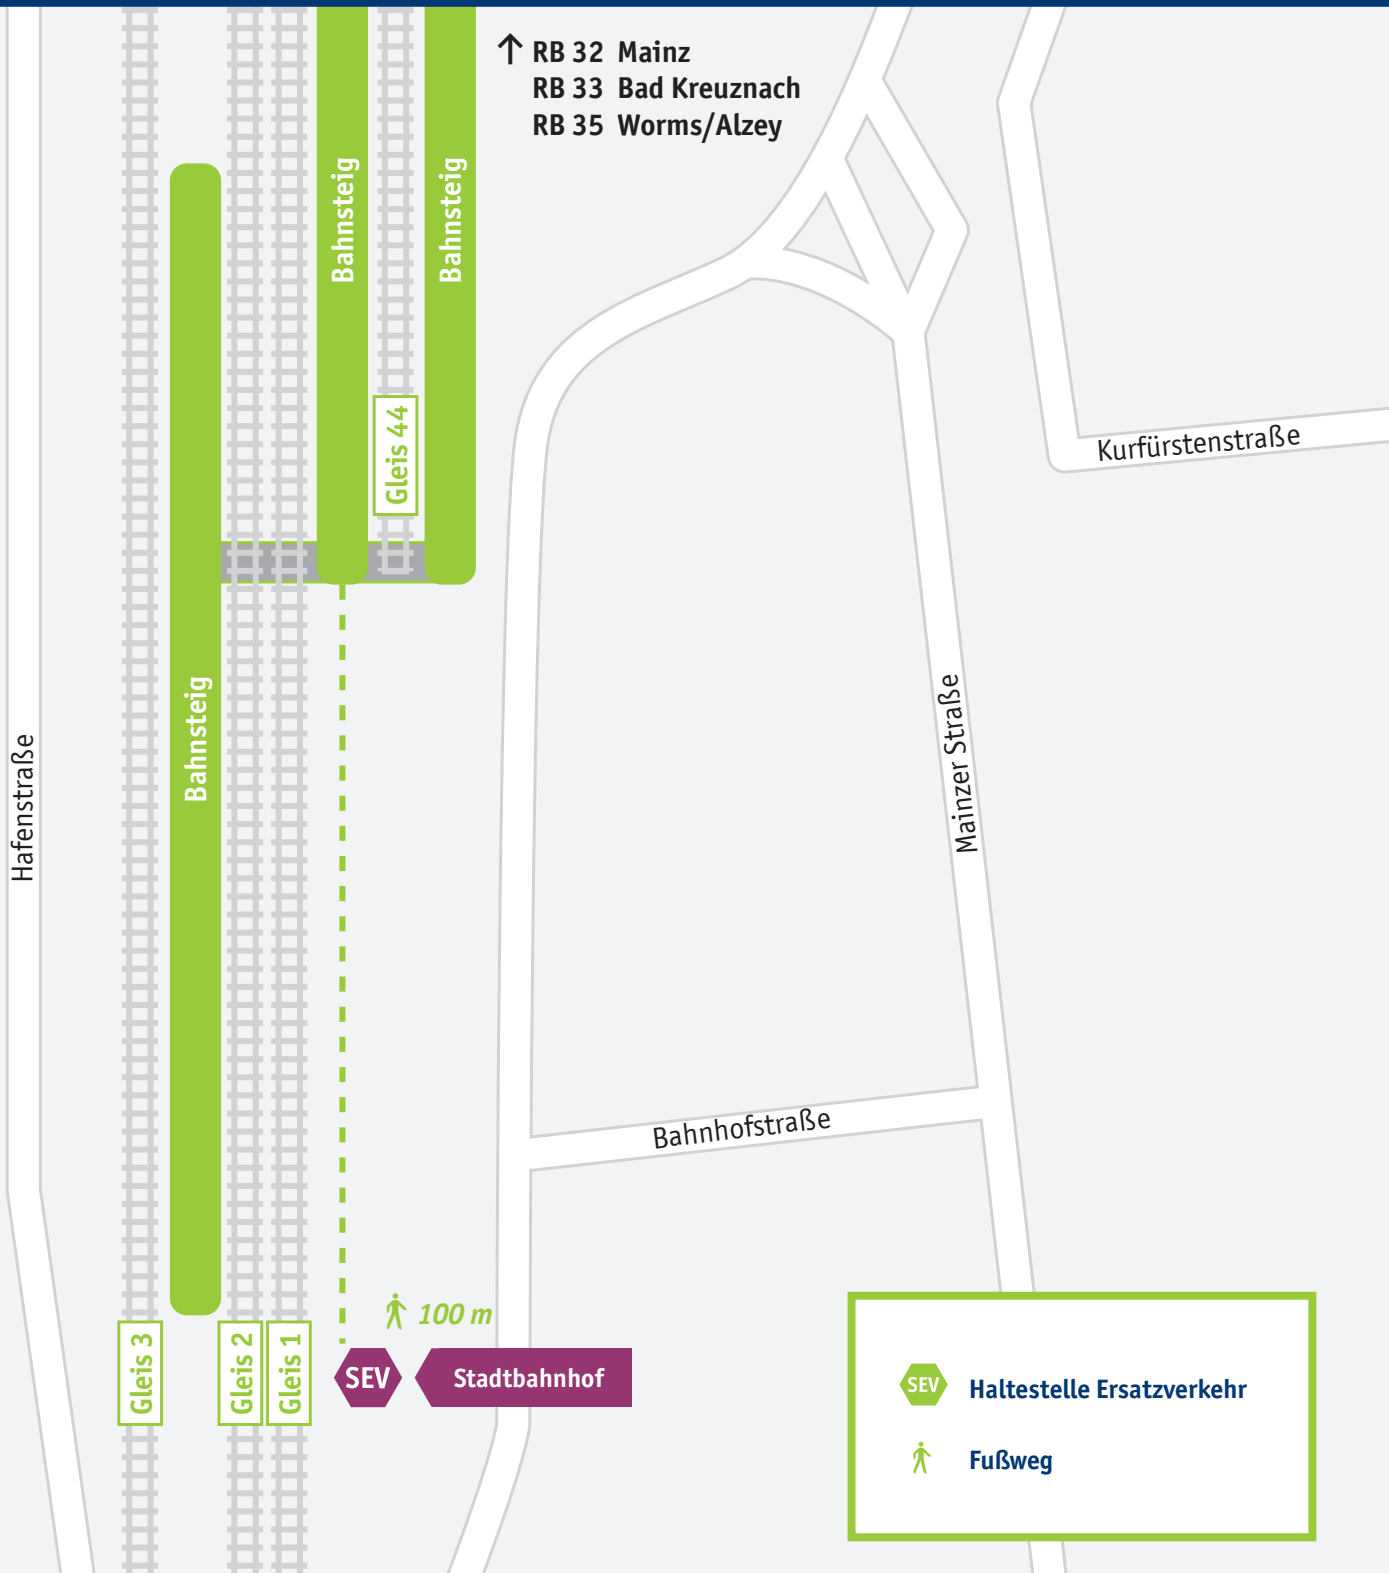 RB 32 Mainz
RB 33 Bad Kreuznach
RB 35 Worms/Alzey
Bahnsteig
Bahnsteig
Gleis 44
Kurfürstenstraße
Bahnsteig
Hafenstraße
Mainzer Straße
Bahnhofstraße
100 m
Gleis 3
Gleis 2
Gleis 1
SEV
Stadtbahnhof
SEV Haltestelle Ersatzverkehr
Fußweg